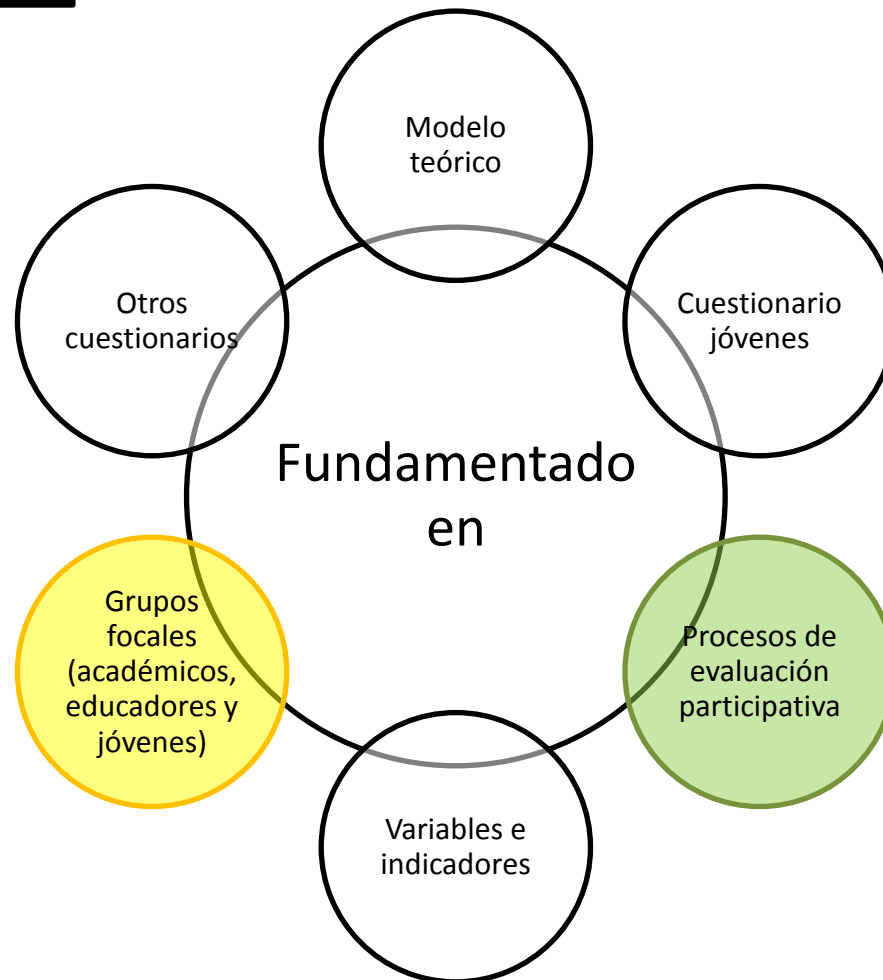 Modelo
teórico
Otros
cuestionarios
Cuestionario
jóvenes
Fundamentado
en
Grupos
focales
(académicos,
educadores y
jóvenes)
Procesos de
evaluación
participativa
Variables e
indicadores